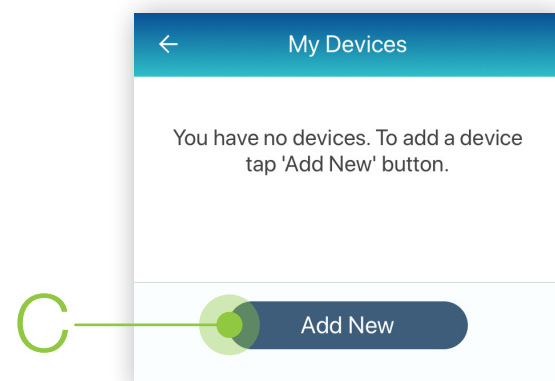 My Devices
You have no devices. To add a device
tap 'Add New' button.
C
Add New